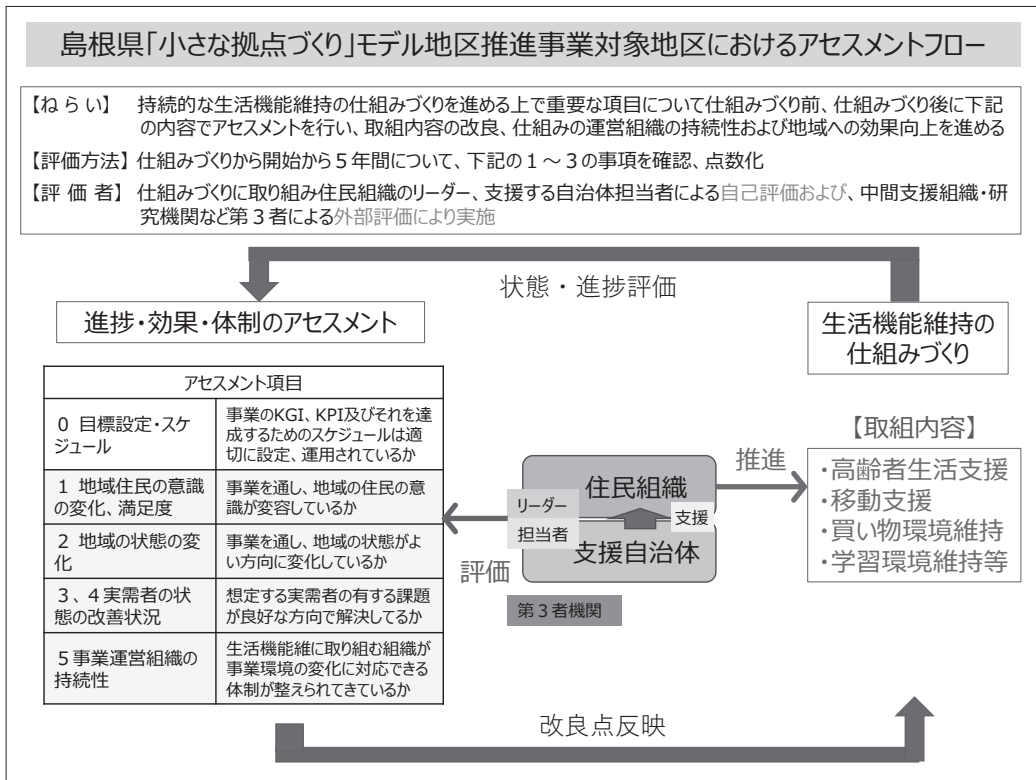 島根県「小さな拠点づくり」モデル地区推進事業対象地区におけるアセスメントフロー
【ねらい】 持続的な生活機能維持の仕組みづくりを進める上で重要な項目について仕組みづくり前、仕組みづくり後に下記
の内容でアセスメントを行い、取組内容の改良、仕組みの運営組織の持続性および地域への効果向上を進める
【評価方法】 仕組みづくりから開始から5年間について、下記の1~3の事項を確認、点数化
【評価者】 仕組みづくりに取り組み住民組織のリーダー、支援する自治体担当者による自己評価および、中間支援組織・研
究機関など第3者による外部評価により実施
状態・進捗評価
進捗・効果・体制のアセスメント
生活機能維持の
仕組みづくり
アセスメント項目
0 目標設定・スケ
ジュール
事業のKGI、KPI及びそれを達
成するためのスケジュールは適
切に設定、運用されているか
1 地域住民の意識
の変化、満足度
事業を通し、地域の住民の意
識が変容しているか
2 地域の状態の変
化
事業を通し、地域の状態がよ
い方向に変化しているか
3、4実需者の状
態の改善状況
想定する実需者の有する課題
が良好な方向で解決してるか
5事業運営組織の
持続性
生活機能維に取り組む組織が
事業環境の変化に対応できる
体制が整えられてきているか
住民組織
リーダー
支援
担当者
支援自治体
評価
第3者機関
推進
【取組内容】
・高齢者生活支援
・移動支援
・買い物環境維持
・学習環境維持等
改良点反映